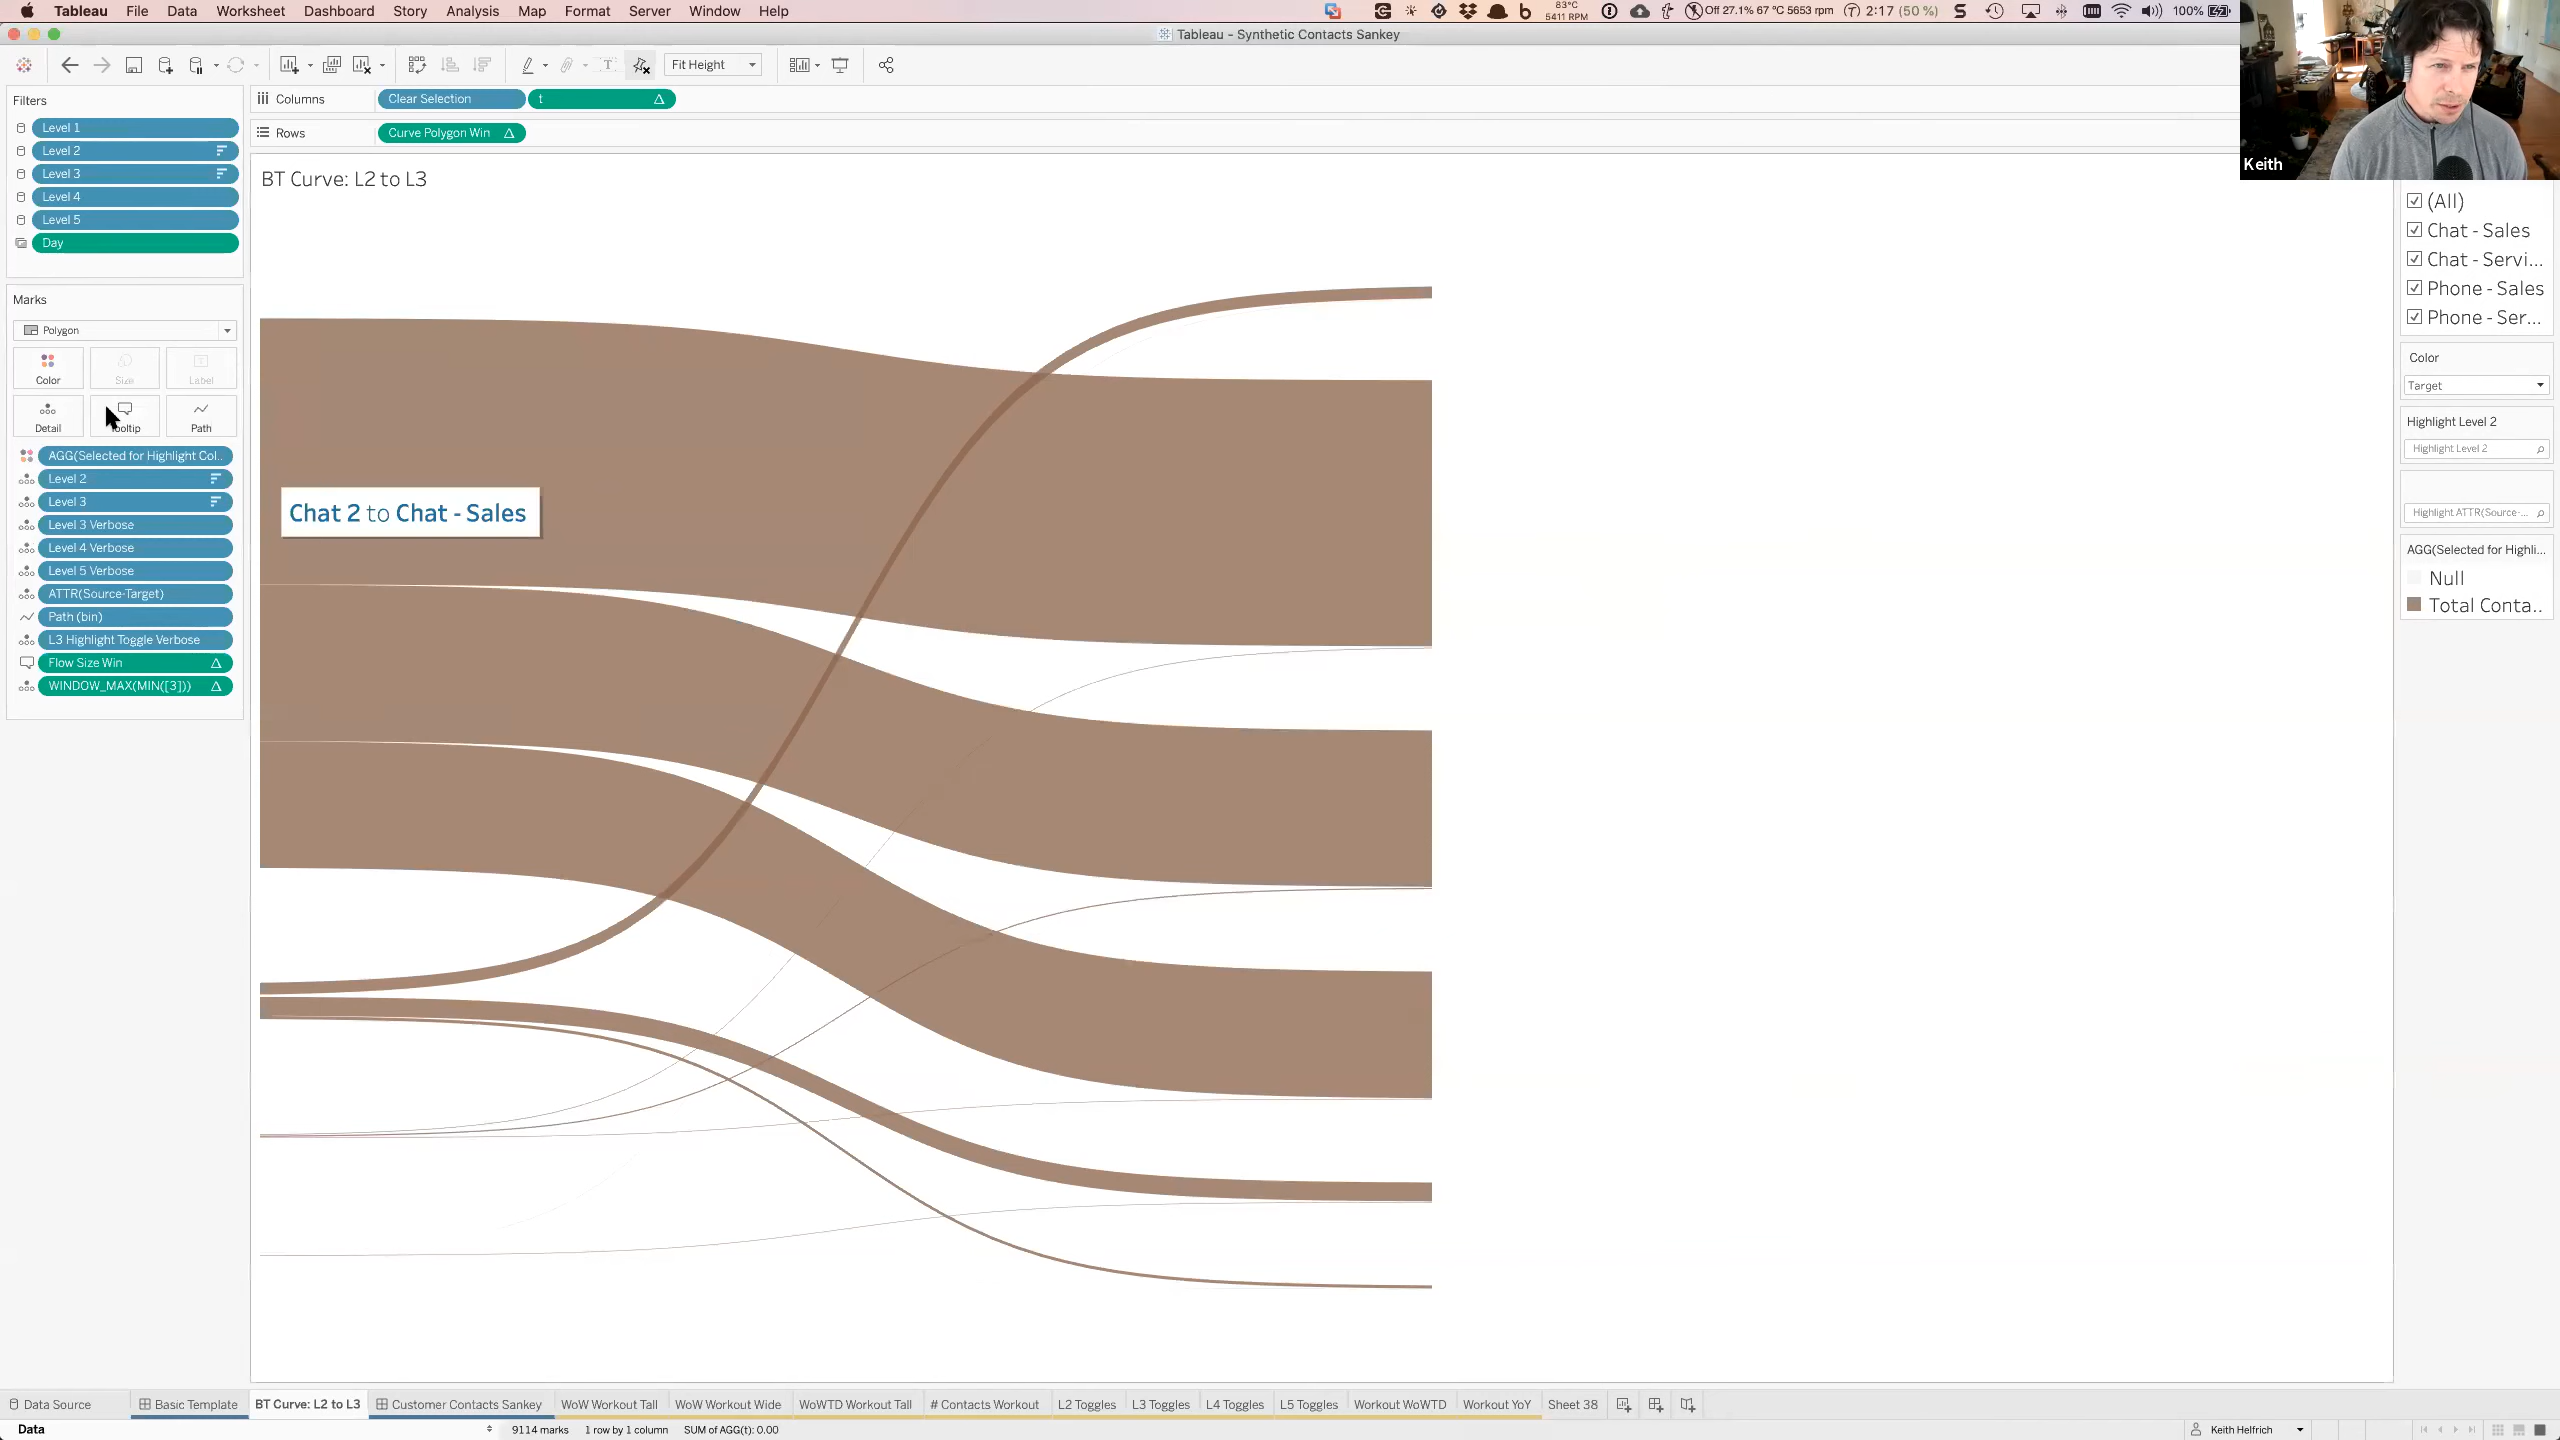 Tableau File Data Worksheet Dashboard Story Analysis Map Format Server Window Help
83°C 5411 RPM Off 27.1% 67 °C 5653 rpm 2:17 (50 %) 100%
Tableau - Synthetic Contacts Sankey
Fit Height
Keith
Filters
Level 1
Level 2
Level 3
Level 4
Level 5
Day
Columns Clear Selection t
Rows Curve Polygon Win
BT Curve: L2 to L3
Marks
Polygon
Color Size Label
Detail Tooltip Path
AGG(Selected for Highlight Col..
Level 2
Level 3
Level 3 Verbose
Level 4 Verbose
Level 5 Verbose
ATTR(Source-Target)
Path (bin)
L3 Highlight Toggle Verbose
Flow Size Win
WINDOW_MAX(MIN([3]))
Chat 2 to Chat - Sales
(All)
Chat - Sales
Chat - Servi...
Phone - Sales
Phone - Ser...
Color
Target
Highlight Level 2
Highlight Level 2
Highlight ATTR(Source-...
AGG(Selected for Highli...
Null
Total Conta..
Data Source Basic Template BT Curve: L2 to L3 Customer Contacts Sankey WoW Workout Tall WoW Workout Wide WoWTD Workout Tall # Contacts Workout L2 Toggles L3 Toggles L4 Toggles L5 Toggles Workout WoWTD Workout YoY Sheet 38
Data 9114 marks 1 row by 1 column SUM of AGG(t): 0.00 Keith Helfrich